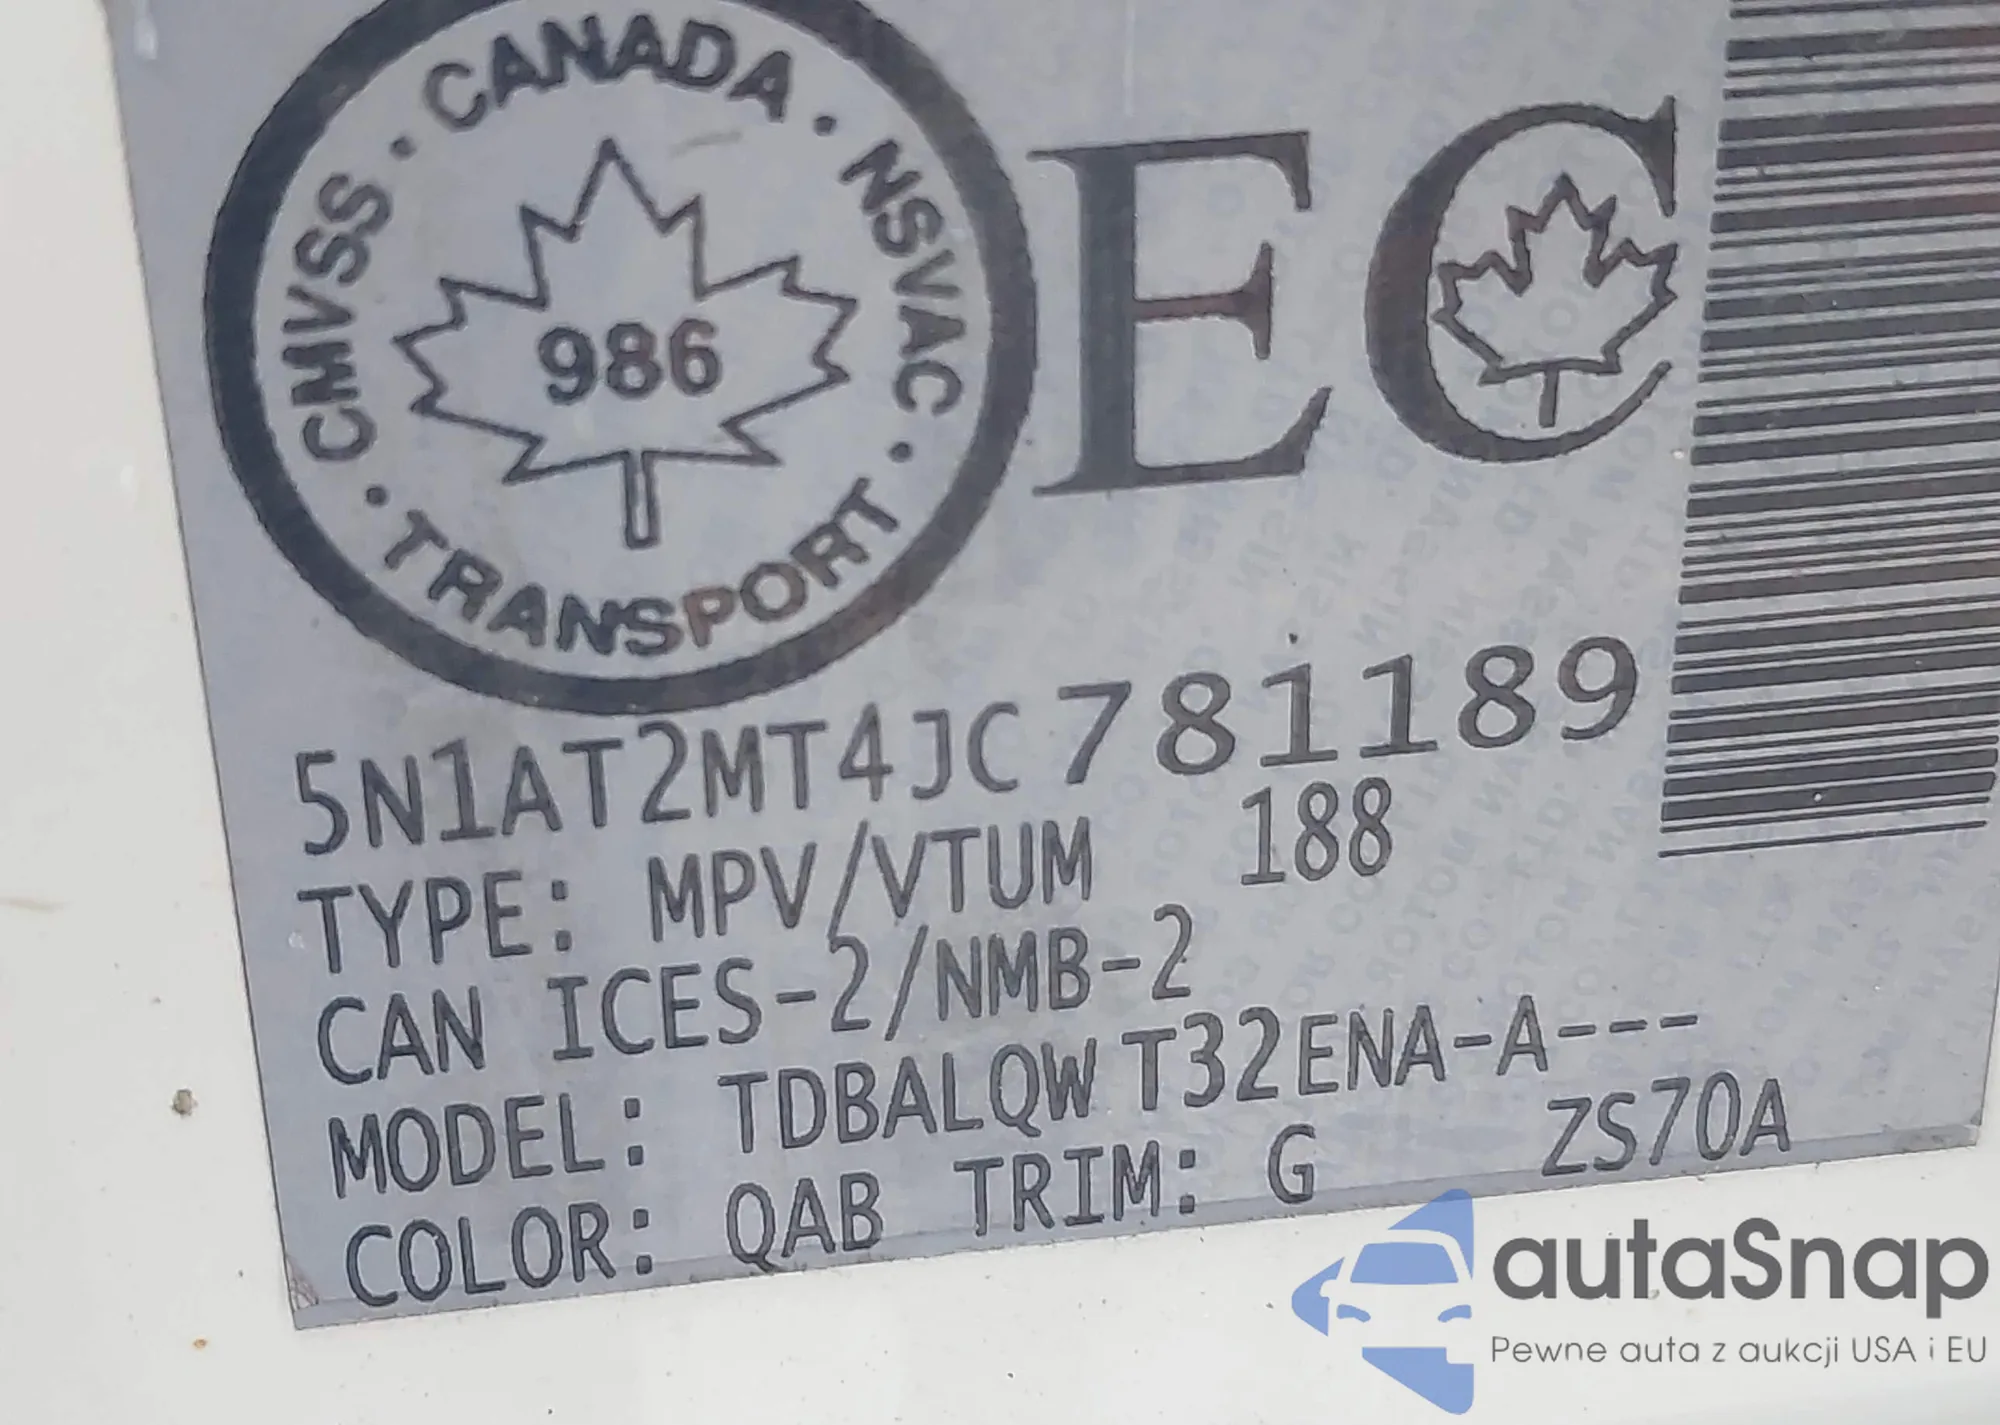 CMVSS · CANADA · NSVAC ·
986
· TRANSPORT
EC
5N1AT2MT4JC781189
TYPE: MPV/VTUM 188
CAN ICES-2/NMB-2
MODEL: TDBALQWT32ENA-A---
COLOR: QAB TRIM: G ZS70A
autaSnap
Pewne auta z aukcji USA i EU